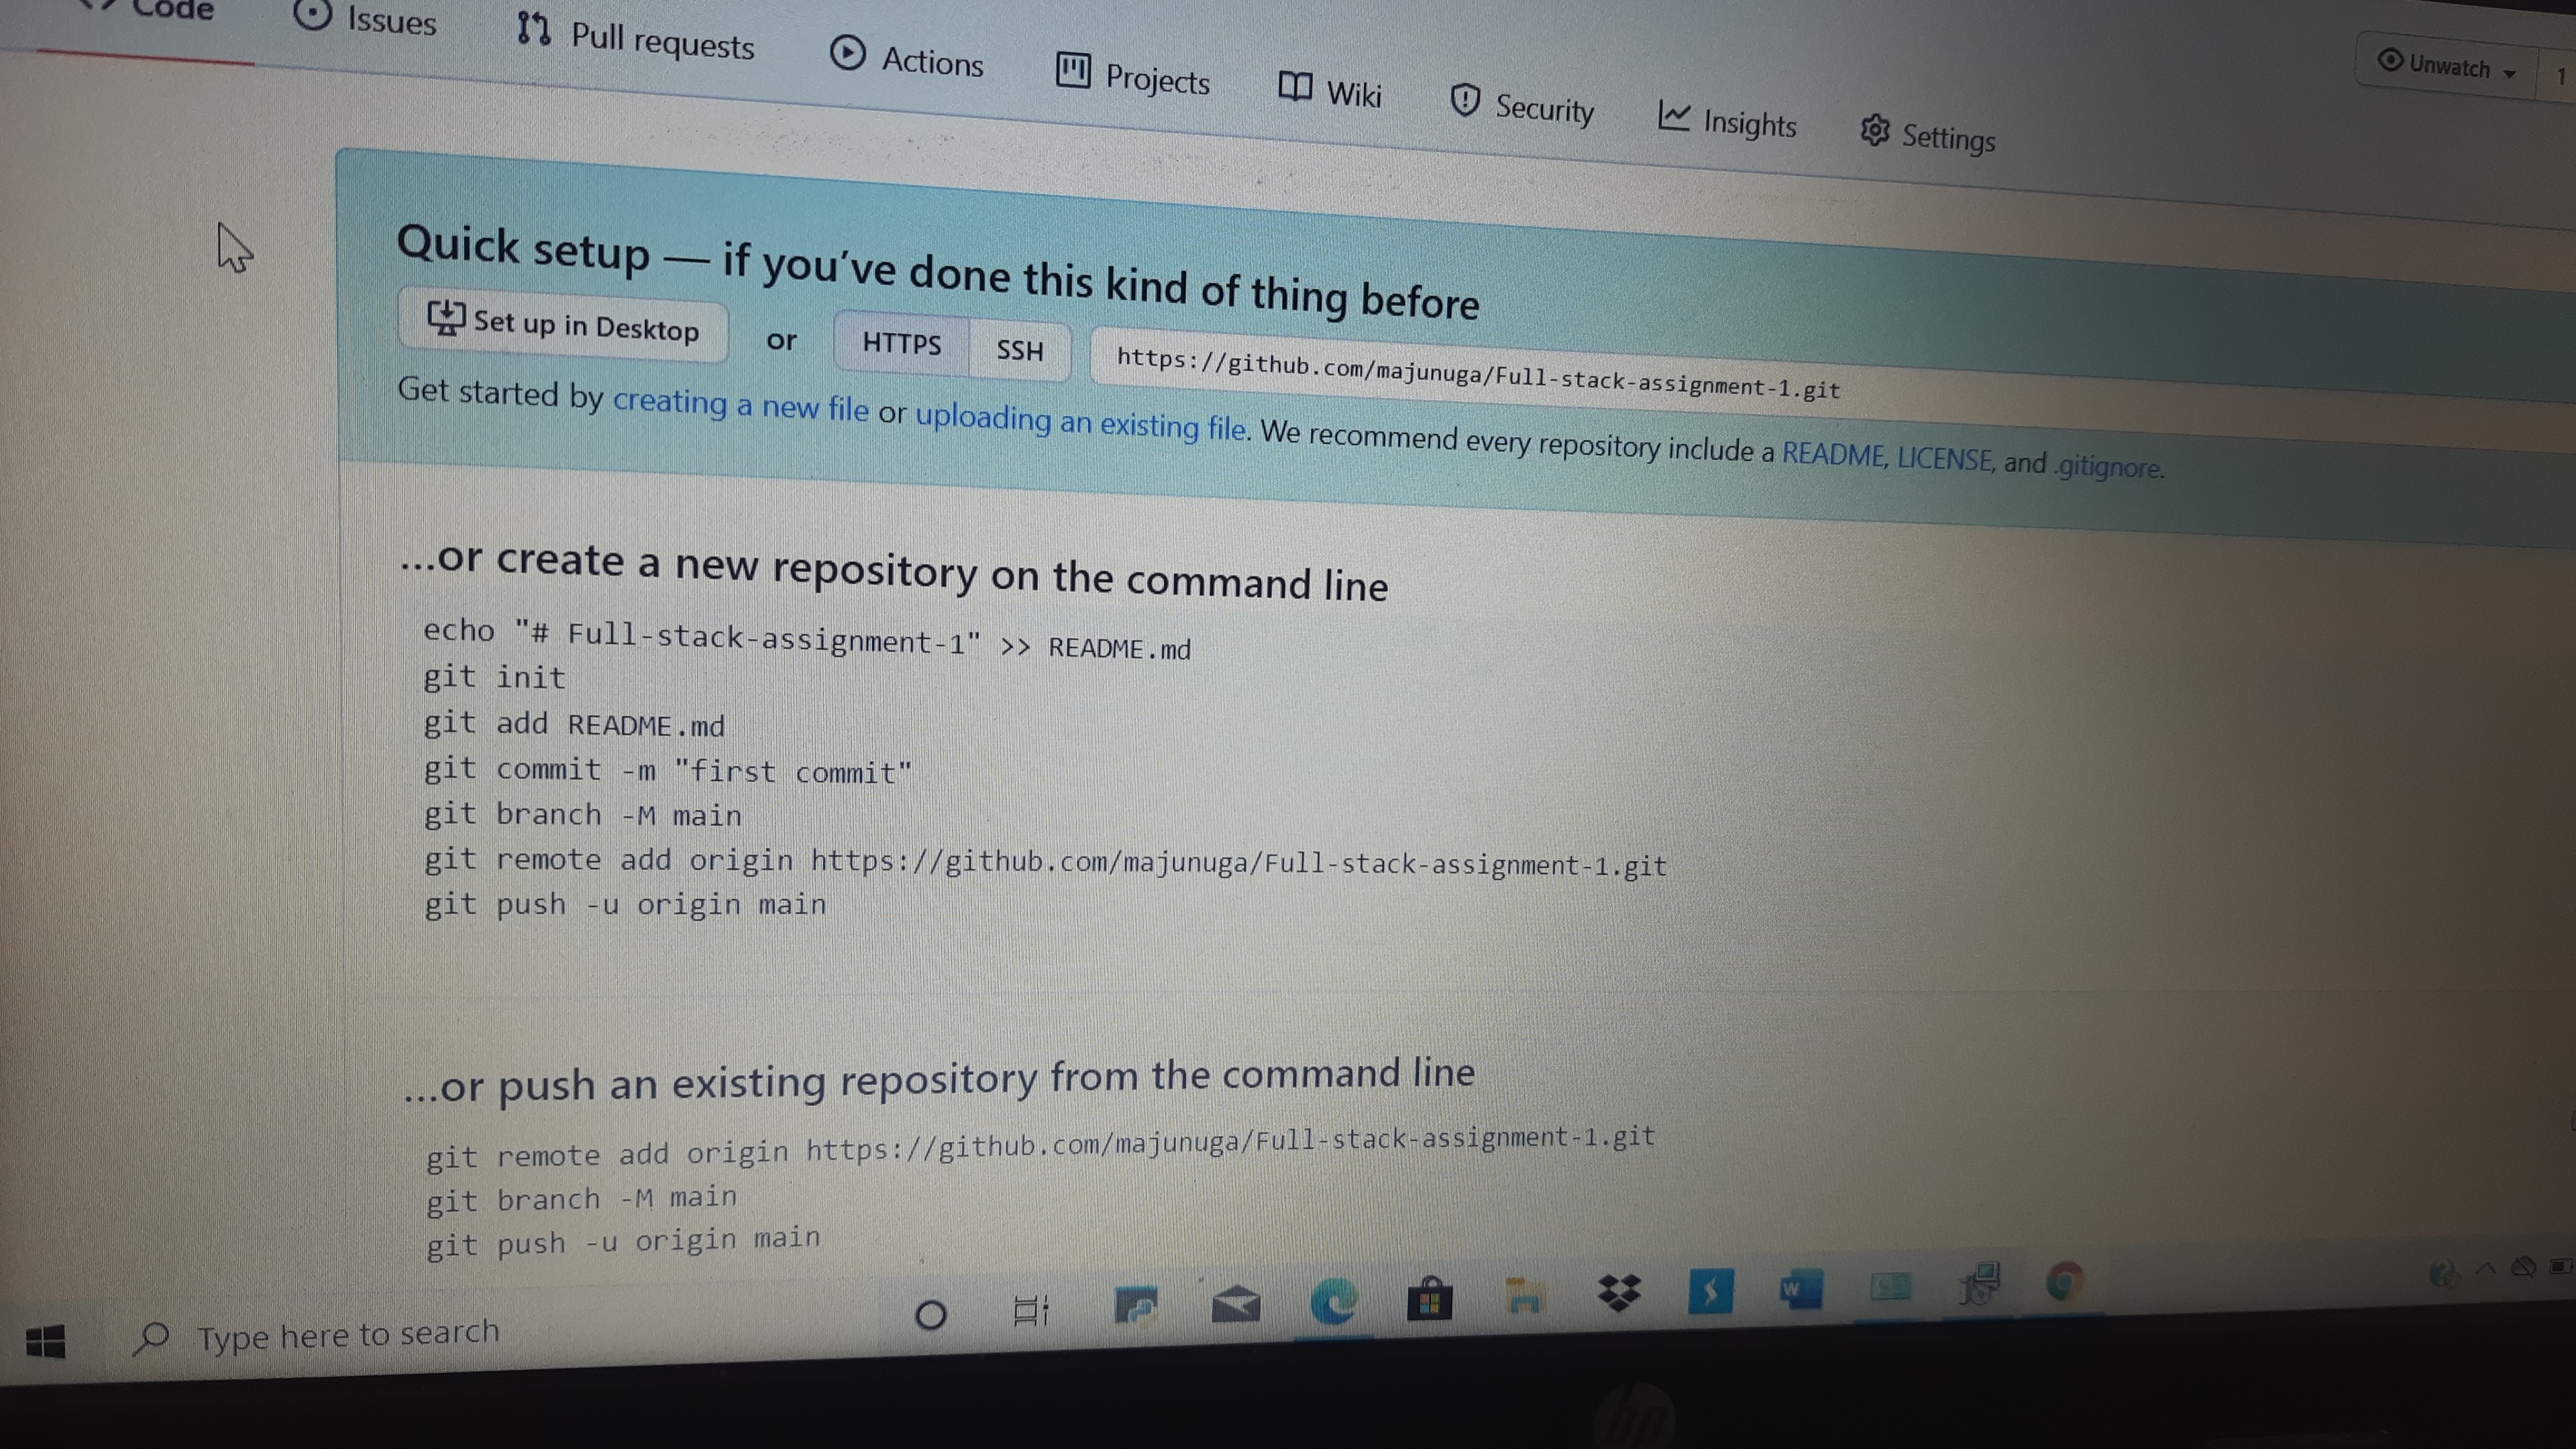 Code Issues Pull requests Actions Projects Wiki Security Insights Settings Unwatch 1
Quick setup — if you've done this kind of thing before
Set up in Desktop or HTTPS SSH https://github.com/majunuga/Full-stack-assignment-1.git
Get started by creating a new file or uploading an existing file. We recommend every repository include a README, LICENSE, and .gitignore.
...or create a new repository on the command line
echo "# Full-stack-assignment-1" >> README.md
git init
git add README.md
git commit -m "first commit"
git branch -M main
git remote add origin https://github.com/majunuga/Full-stack-assignment-1.git
git push -u origin main
...or push an existing repository from the command line
git remote add origin https://github.com/majunuga/Full-stack-assignment-1.git
git branch -M main
git push -u origin main
Type here to search
hp